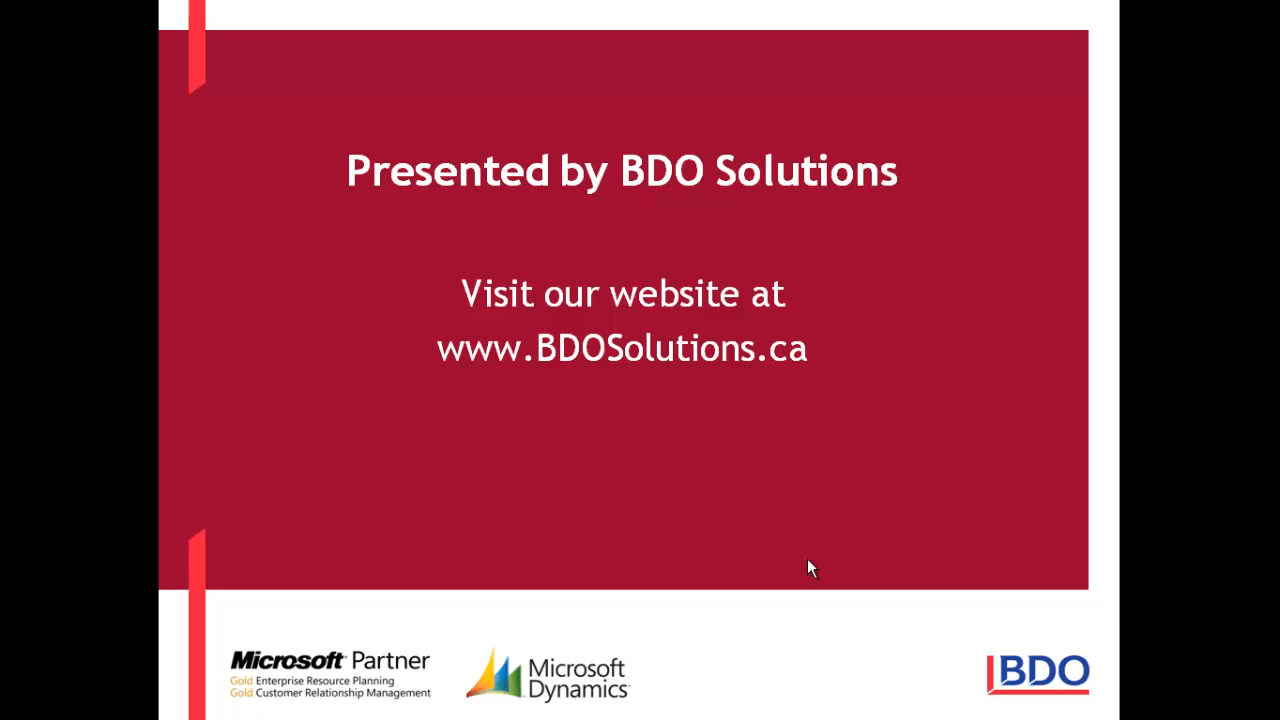 Presented by BDO Solutions
Visit our website at
www.BDOSolutions.ca
Microsoft Partner
Gold Enterprise Resource Planning
Gold Customer Relationship Management
Microsoft
Dynamics
BDO